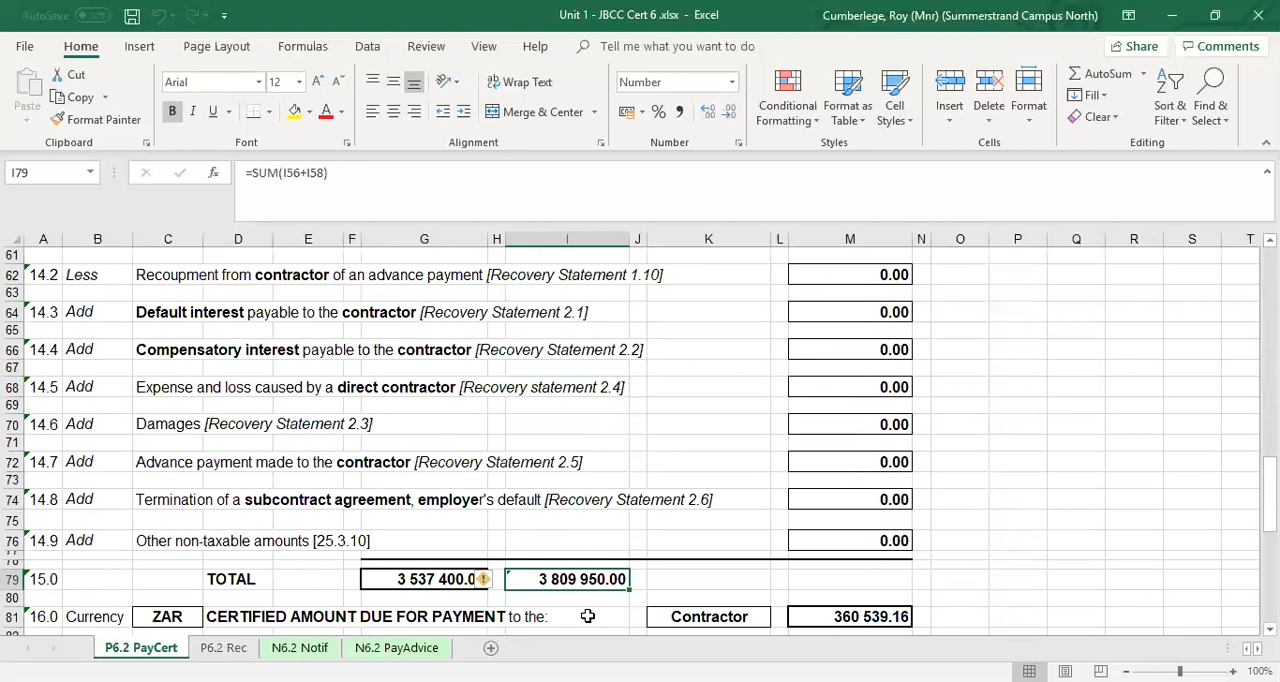 AutoSave Off Unit 1 - JBCC Cert 6 .xlsx - Excel Cumberlege, Roy (Mnr) (Summerstrand Campus North)
File Home Insert Page Layout Formulas Data Review View Help Tell me what you want to do Share Comments
Paste Cut Copy Format Painter
Clipboard
Arial 12 A A
B I U A
Font
Wrap Text
Merge & Center
Alignment
Number
%
Number
Conditional Formatting Format as Table Cell Styles
Styles
Insert Delete Format
Cells
AutoSum Fill Clear Sort & Filter Find & Select
Editing
I79 fx =SUM(I56+I58)
A B C D E F G H I J K L M N O P Q R S T
61
62 14.2 Less Recoupment from contractor of an advance payment [Recovery Statement 1.10] 0.00
63
64 14.3 Add Default interest payable to the contractor [Recovery Statement 2.1] 0.00
65
66 14.4 Add Compensatory interest payable to the contractor [Recovery Statement 2.2] 0.00
67
68 14.5 Add Expense and loss caused by a direct contractor [Recovery statement 2.4] 0.00
69
70 14.6 Add Damages [Recovery Statement 2.3] 0.00
71
72 14.7 Add Advance payment made to the contractor [Recovery Statement 2.5] 0.00
73
74 14.8 Add Termination of a subcontract agreement, employer's default [Recovery Statement 2.6] 0.00
75
76 14.9 Add Other non-taxable amounts [25.3.10] 0.00
79 15.0 TOTAL 3 537 400.0 3 809 950.00
80
81 16.0 Currency ZAR CERTIFIED AMOUNT DUE FOR PAYMENT to the: Contractor 360 539.16
P6.2 PayCert P6.2 Rec N6.2 Notif N6.2 PayAdvice
100%